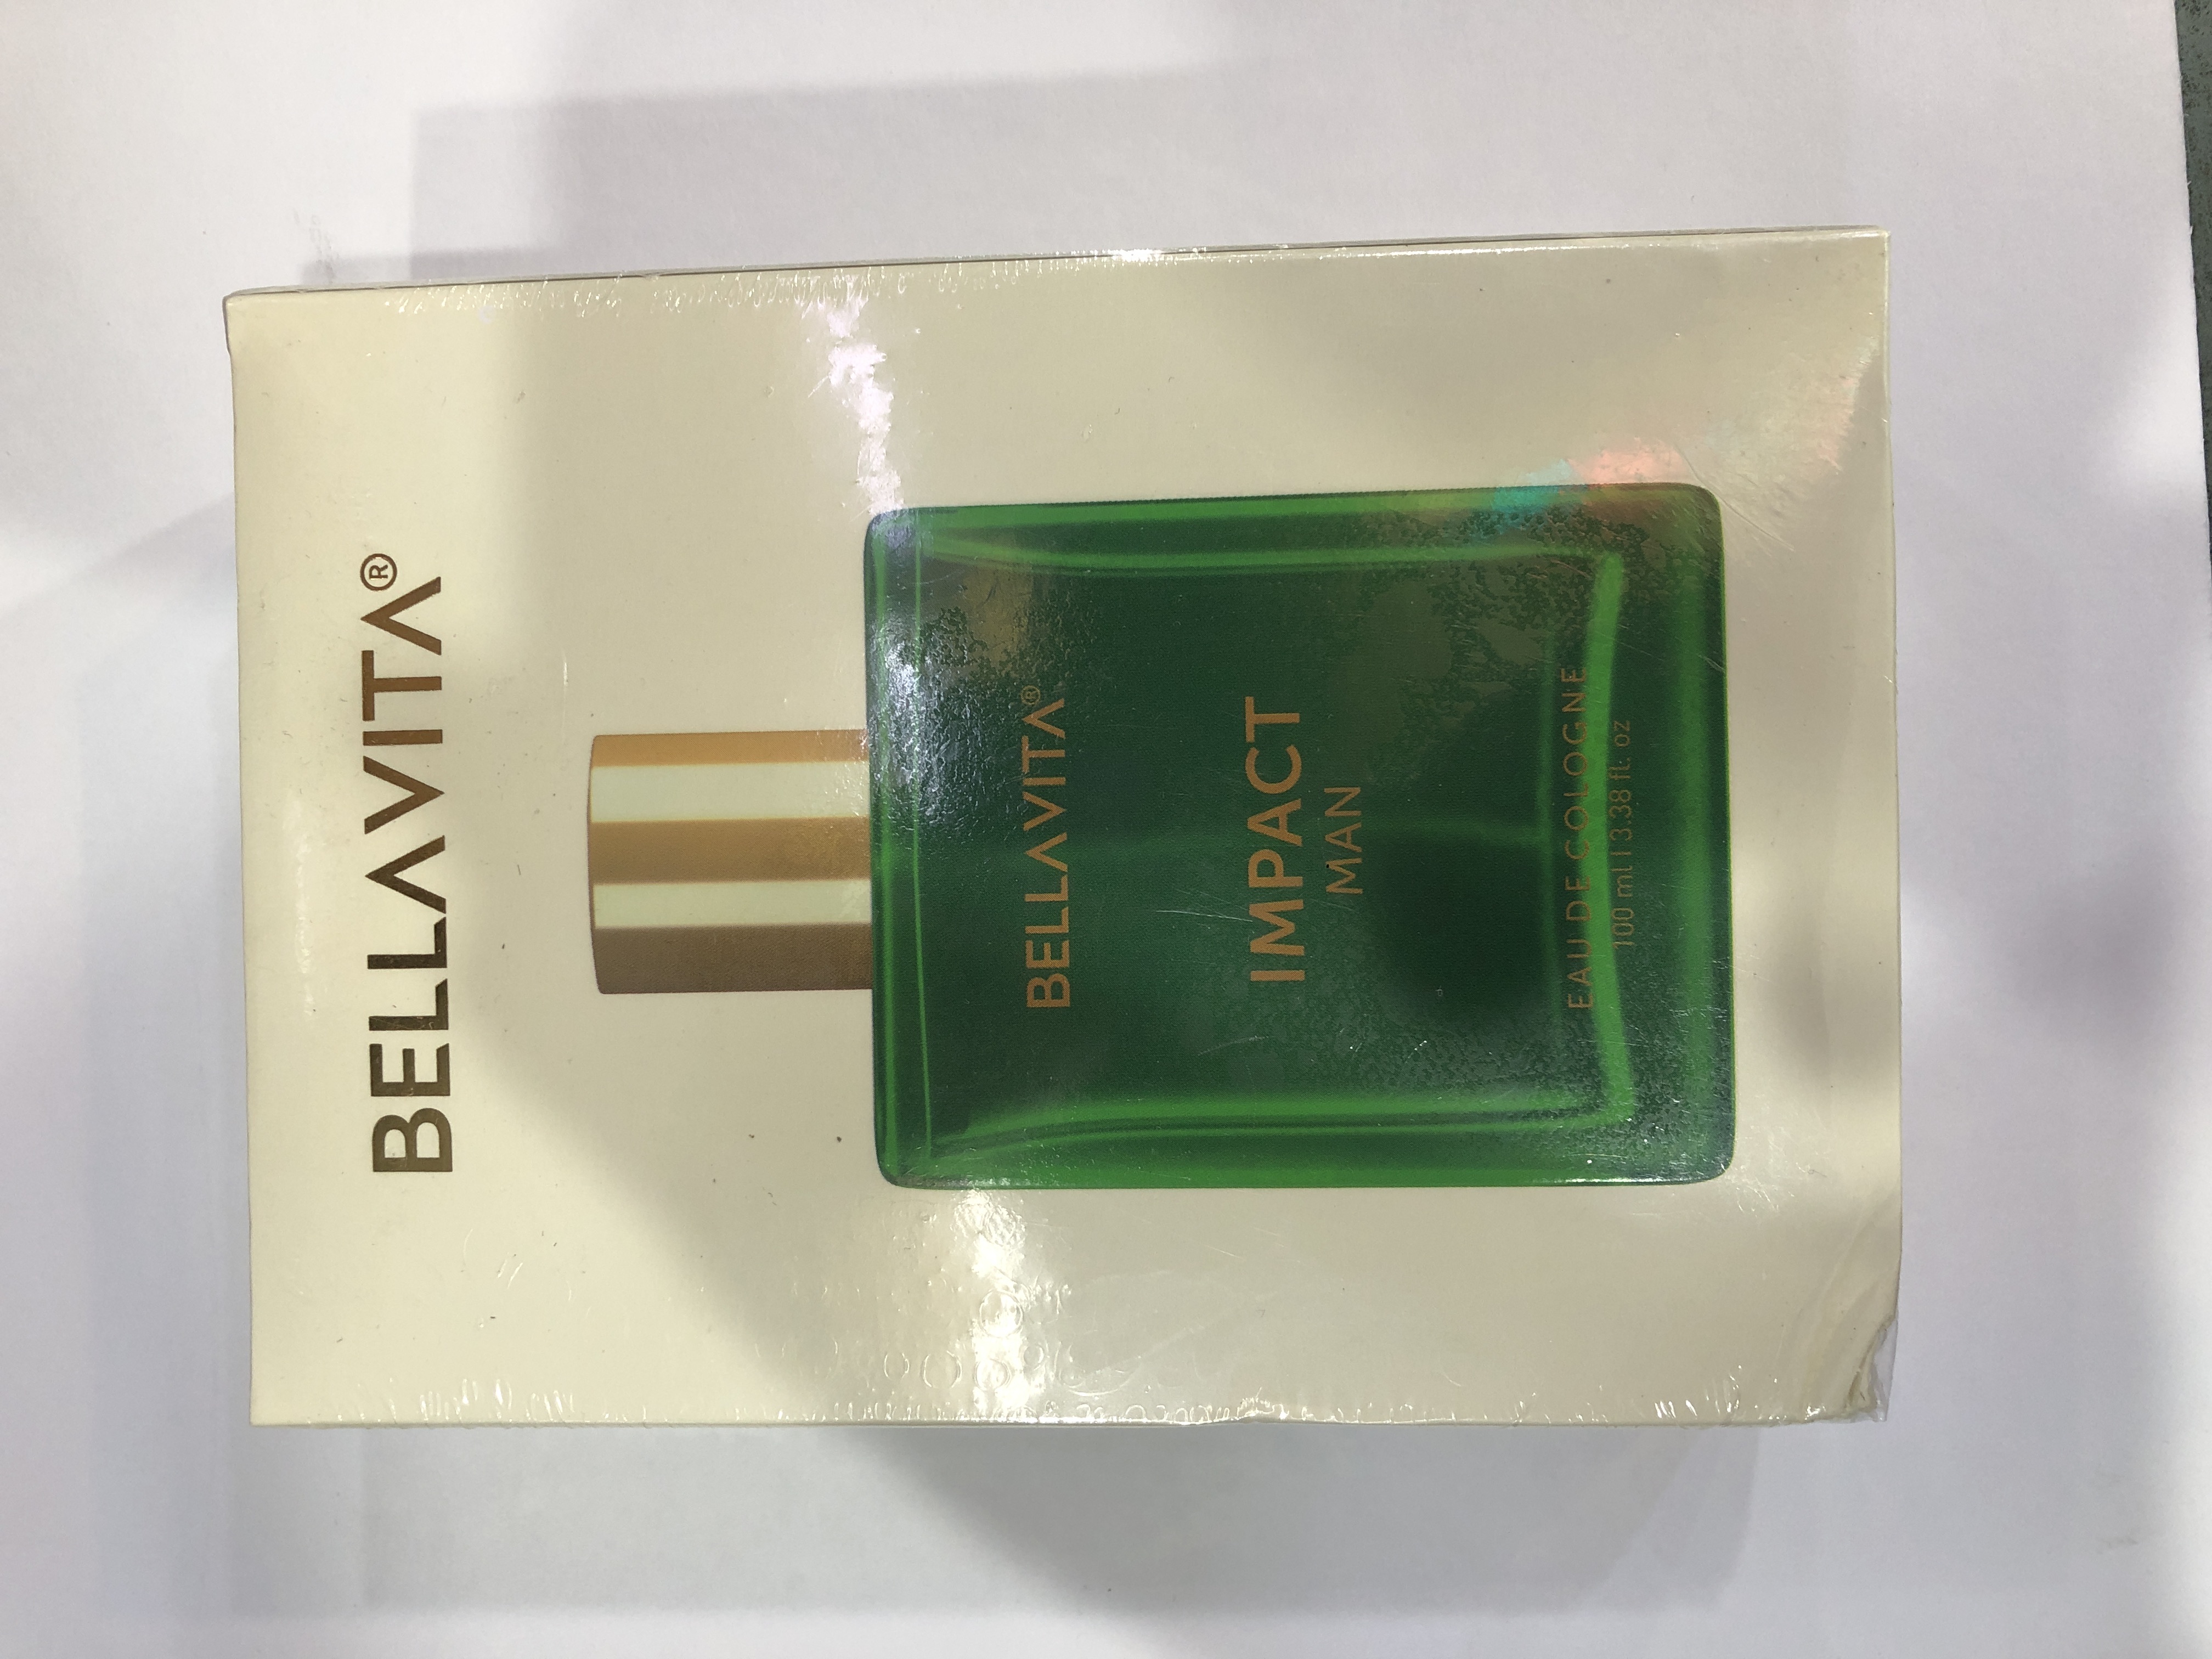 BELLAVITA®
BELLAVITA®
IMPACT
MAN
EAU DE COLOGNE
100 ml | 3.38 fl. oz